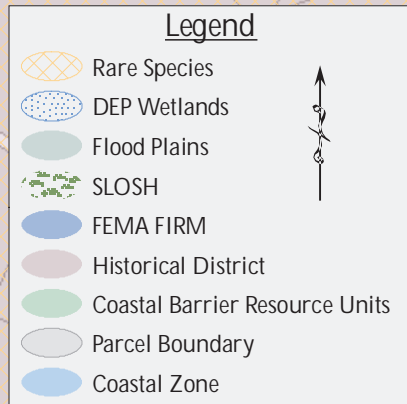 Legend
Rare Species
DEP Wetlands
Flood Plains
SLOSH
FEMA FIRM
Historical District
Coastal Barrier Resource Units
Parcel Boundary
Coastal Zone